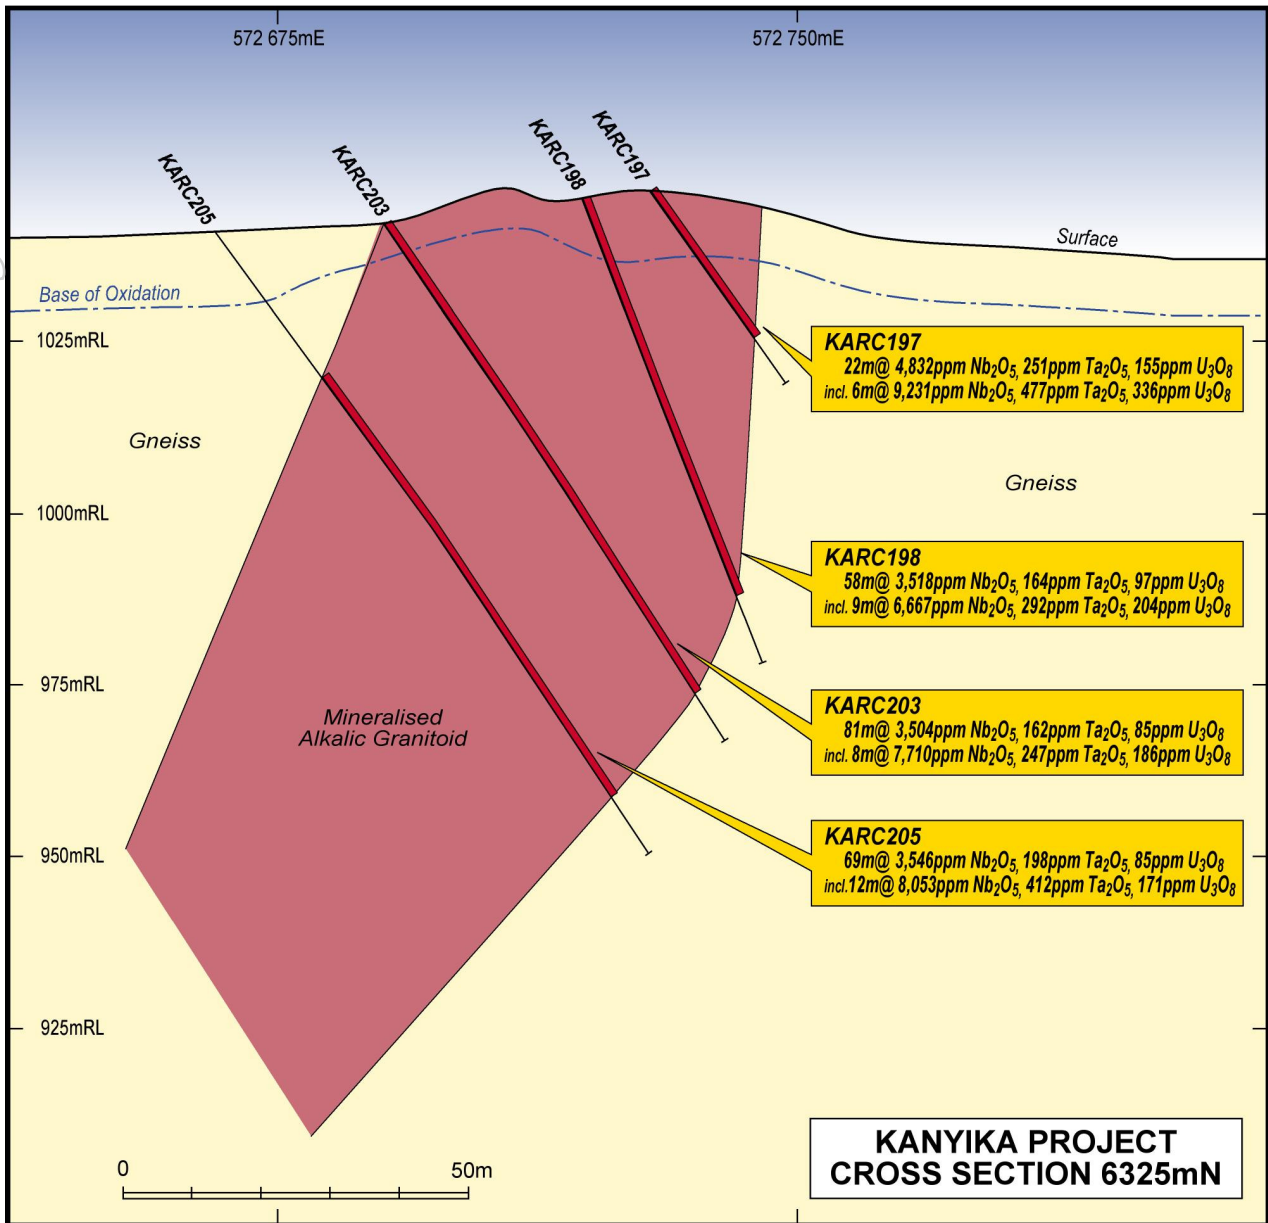 572 675mE
572 750mE
KARC205
KARC203
KARC198
KARC197
Surface
Base of Oxidation
1025mRL
KARC197
22m@ 4,832ppm Nb₂O₅, 251ppm Ta₂O₅, 155ppm U₃O₈
incl. 6m@ 9,231ppm Nb₂O₅, 477ppm Ta₂O₅, 336ppm U₃O₈
Gneiss
Gneiss
1000mRL
KARC198
58m@ 3,518ppm Nb₂O₅, 164ppm Ta₂O₅, 97ppm U₃O₈
incl. 9m@ 6,667ppm Nb₂O₅, 292ppm Ta₂O₅, 204ppm U₃O₈
975mRL
KARC203
81m@ 3,504ppm Nb₂O₅, 162ppm Ta₂O₅, 85ppm U₃O₈
incl. 8m@ 7,710ppm Nb₂O₅, 247ppm Ta₂O₅, 186ppm U₃O₈
Mineralised
Alkalic Granitoid
KARC205
69m@ 3,546ppm Nb₂O₅, 198ppm Ta₂O₅, 85ppm U₃O₈
incl.12m@ 8,053ppm Nb₂O₅, 412ppm Ta₂O₅, 171ppm U₃O₈
950mRL
925mRL
0 50m
KANYIKA PROJECT
CROSS SECTION 6325mN